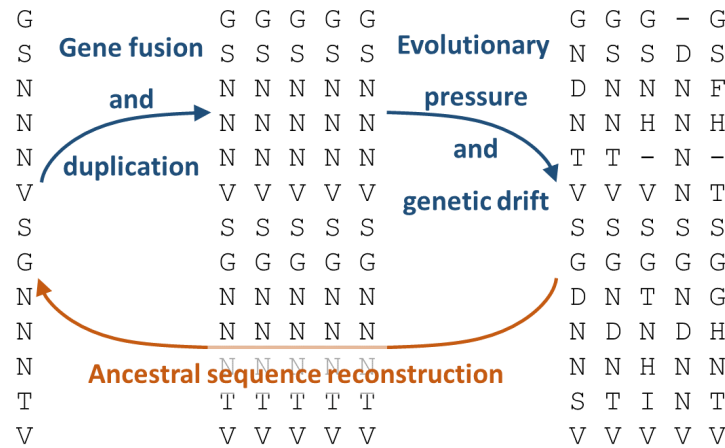 G
S
N
N
N
V
S
G
N
N
N
T
V
Gene fusion
and
duplication
G G G G G
S S S S S
N N N N N
N N N N N
N N N N N
V V V V V
S S S S S
G G G G G
N N N N N
N N N N N
N N N N N
T T T T T
V V V V V
Evolutionary
pressure
and
genetic drift
G G G - G
N S S D S
D N N N F
N N H N H
T T - N -
V V V N T
S S S S S
G G G G G
D N T N G
N D N D H
N N H N N
S T I N T
V V V V V
Ancestral sequence reconstruction